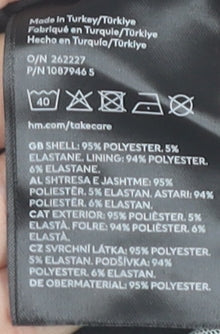 Made in Turkey/Türkiye
Fabriqué en Turquie/Türkiye
Hecho en Turquía/Türkiye
O/N 262227
P/N 1087946 5
40
hm.com/takecare
GB SHELL: 95% POLYESTER. 5%
ELASTANE. LINING: 94% POLYESTER.
6% ELASTANE.
AL SHTRESA E JASHTME: 95%
POLIESTËR. 5% ELASTAN. ASTARI: 94%
POLIESTËR. 6% ELASTAN.
CAT EXTERIOR: 95% POLIÈSTER. 5%
ELASTÀ. FOLRE: 94% POLIÈSTER. 6%
ELASTÀ.
CZ SVRCHNÍ LÁTKA: 95% POLYESTER.
5% ELASTAN. PODŠÍVKA: 94%
POLYESTER. 6% ELASTAN.
DE OBERMATERIAL: 95% POLYESTER.